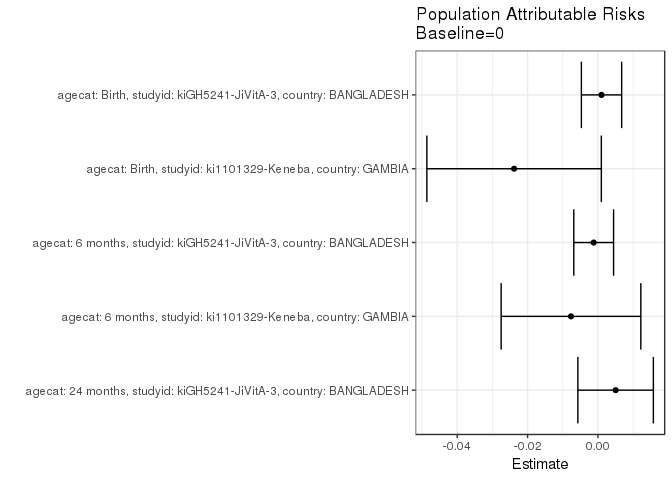 Population Attributable Risks
Baseline=0
agecat: Birth, studyid: kiGH5241-JiVitA-3, country: BANGLADESH
agecat: Birth, studyid: ki1101329-Keneba, country: GAMBIA
agecat: 6 months, studyid: kiGH5241-JiVitA-3, country: BANGLADESH
agecat: 6 months, studyid: ki1101329-Keneba, country: GAMBIA
agecat: 24 months, studyid: kiGH5241-JiVitA-3, country: BANGLADESH
-0.04 -0.02 0.00
Estimate